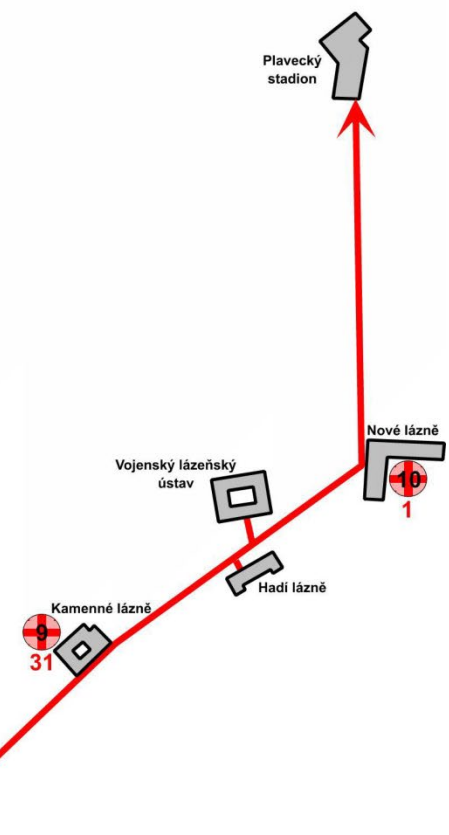 Plavecký
stadion
Nové lázně
10
1
Vojenský lázeňský
ústav
Hadí lázně
Kamenné lázně
9
31